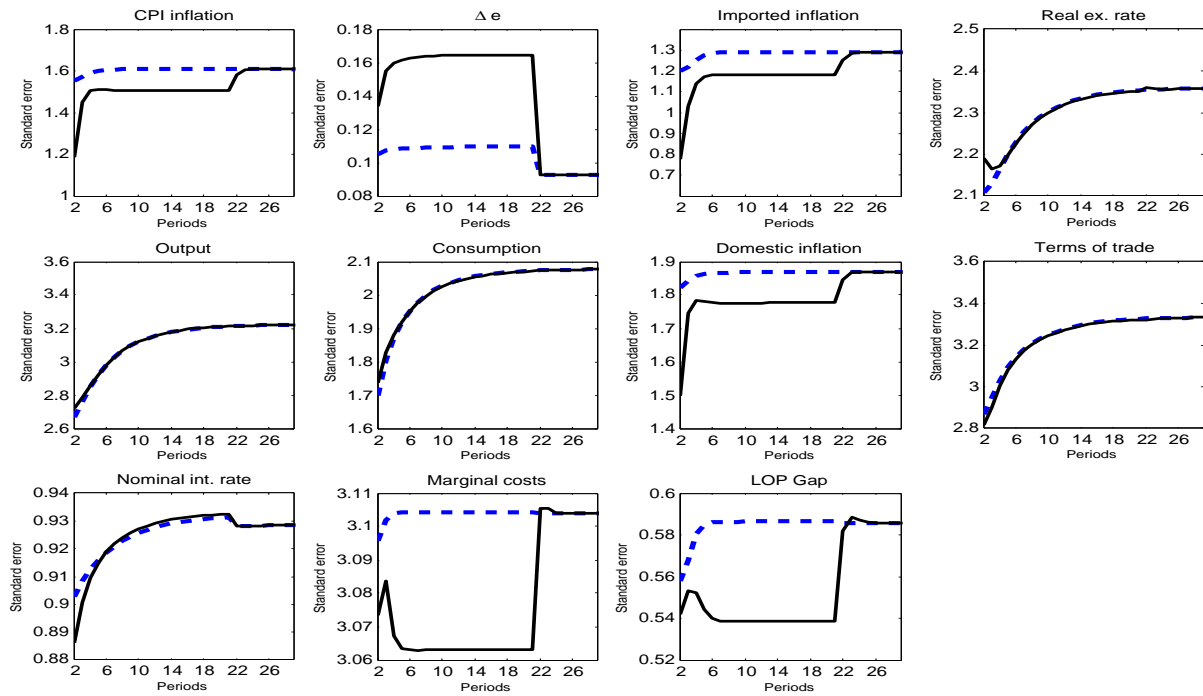 CPI inflation
1.8
1.6
1.4
1.2
1
Standard error
2 6 10 14 18 22 26
Periods
Δ e
0.18
0.16
0.14
0.12
0.1
0.08
Standard error
2 6 10 14 18 22 26
Periods
Imported inflation
1.3
1.2
1.1
1
0.9
0.8
0.7
Standard error
2 6 10 14 18 22 26
Periods
Real ex. rate
2.5
2.4
2.3
2.2
2.1
Standard error
2 6 10 14 18 22 26
Periods
Output
3.6
3.4
3.2
3
2.8
2.6
Standard error
2 6 10 14 18 22 26
Periods
Consumption
2.1
2
1.9
1.8
1.7
1.6
Standard error
2 6 10 14 18 22 26
Periods
Domestic inflation
1.9
1.8
1.7
1.6
1.5
1.4
Standard error
2 6 10 14 18 22 26
Periods
Terms of trade
3.6
3.4
3.2
3
2.8
Standard error
2 6 10 14 18 22 26
Periods
Nominal int. rate
0.94
0.93
0.92
0.91
0.9
0.89
0.88
Standard error
2 6 10 14 18 22 26
Periods
Marginal costs
3.11
3.1
3.09
3.08
3.07
3.06
Standard error
2 6 10 14 18 22 26
Periods
LOP Gap
0.6
0.58
0.56
0.54
0.52
Standard error
2 6 10 14 18 22 26
Periods